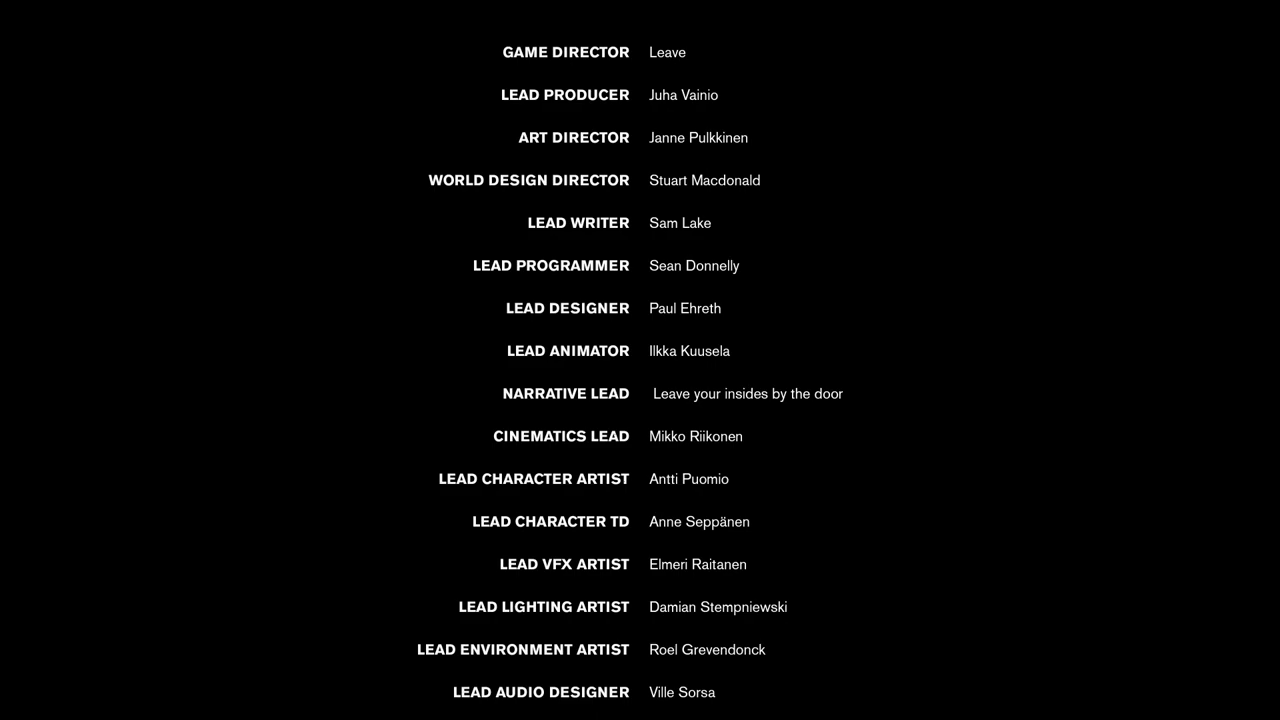 GAME DIRECTOR Leave
LEAD PRODUCER Juha Vainio
ART DIRECTOR Janne Pulkkinen
WORLD DESIGN DIRECTOR Stuart Macdonald
LEAD WRITER Sam Lake
LEAD PROGRAMMER Sean Donnelly
LEAD DESIGNER Paul Ehreth
LEAD ANIMATOR Ilkka Kuusela
NARRATIVE LEAD Leave your insides by the door
CINEMATICS LEAD Mikko Riikonen
LEAD CHARACTER ARTIST Antti Puomio
LEAD CHARACTER TD Anne Seppänen
LEAD VFX ARTIST Elmeri Raitanen
LEAD LIGHTING ARTIST Damian Stempniewski
LEAD ENVIRONMENT ARTIST Roel Grevendonck
LEAD AUDIO DESIGNER Ville Sorsa